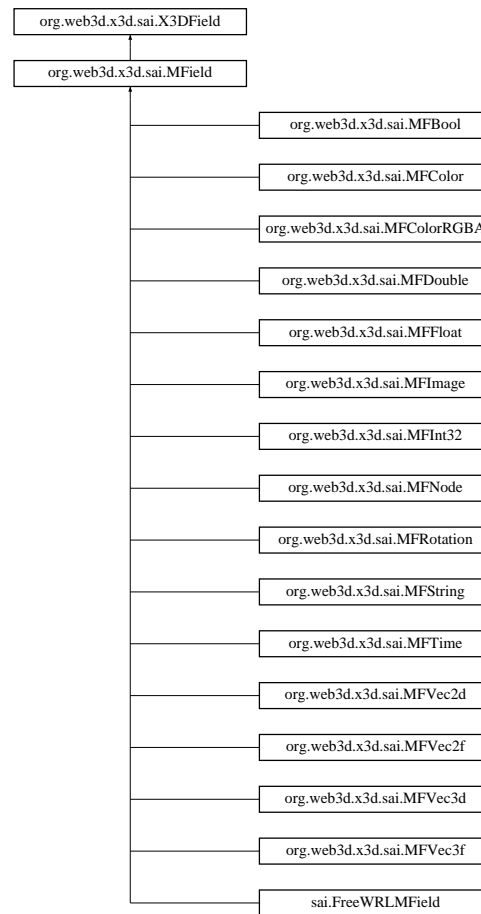 org.web3d.x3d.sai.X3DField
org.web3d.x3d.sai.MField
org.web3d.x3d.sai.MFBool
org.web3d.x3d.sai.MFColor
org.web3d.x3d.sai.MFColorRGBA
org.web3d.x3d.sai.MFDouble
org.web3d.x3d.sai.MFFloat
org.web3d.x3d.sai.MFImage
org.web3d.x3d.sai.MFInt32
org.web3d.x3d.sai.MFNode
org.web3d.x3d.sai.MFRotation
org.web3d.x3d.sai.MFString
org.web3d.x3d.sai.MFTime
org.web3d.x3d.sai.MFVec2d
org.web3d.x3d.sai.MFVec2f
org.web3d.x3d.sai.MFVec3d
org.web3d.x3d.sai.MFVec3f
sai.FreeWRLMField